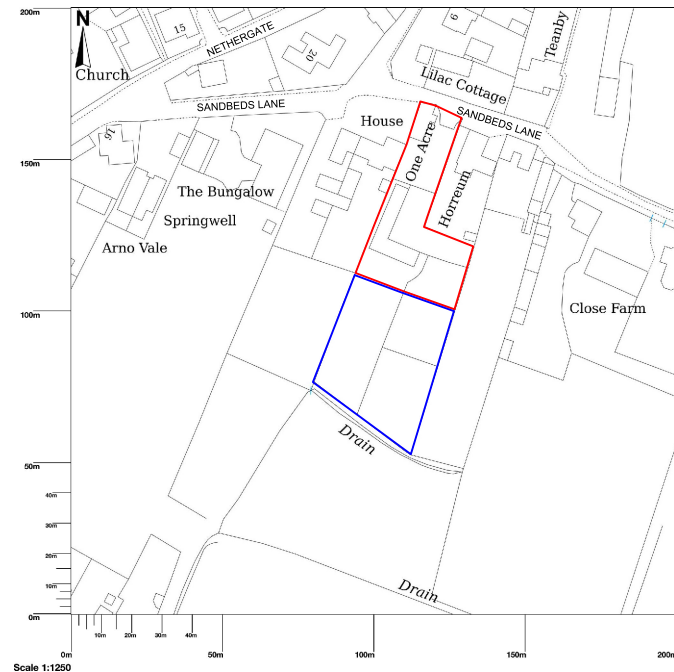 200m
N
15
NETHERGATE
20
9
Teanby
Church
Lilac Cottage
SANDBEDS LANE
SANDBEDS LANE
House
One Acre
16
150m
The Bungalow
Horreum
Springwell
Arno Vale
100m
Close Farm
Drain
50m
40m
30m
20m
10m
Drain
0m
10m
20m
30m
40m
0m
50m
100m
150m
200m
Scale 1:1250